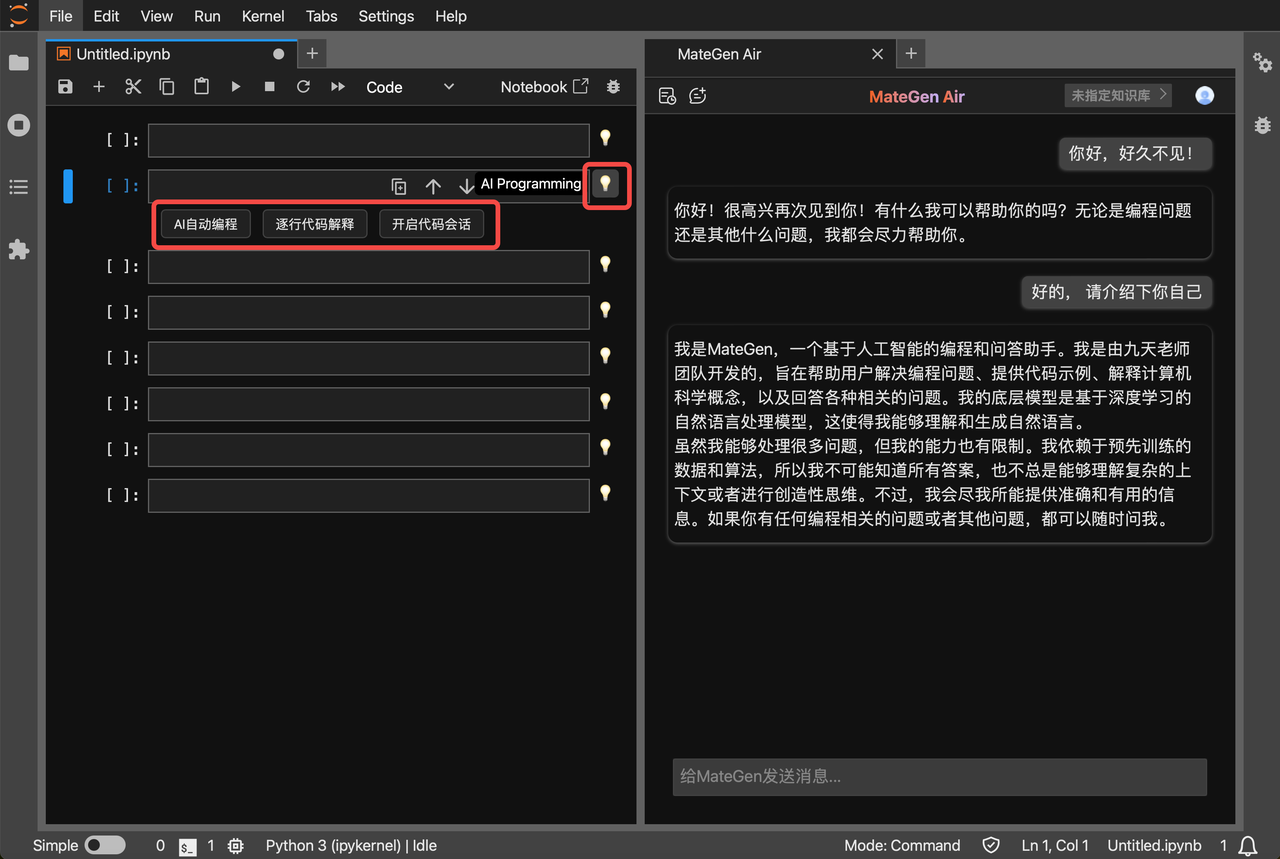 File Edit View Run Kernel Tabs Settings Help
Untitled.ipynb
Code
Notebook
[ ]:
[ ]:
AI Programming
AI自动编程 逐行代码解释 开启代码会话
[ ]:
[ ]:
[ ]:
[ ]:
[ ]:
[ ]:
MateGen Air
MateGen Air
未指定知识库
你好，好久不见！
你好！很高兴再次见到你！有什么我可以帮助你的吗？无论是编程问题
还是其他什么问题，我都会尽力帮助你。
好的， 请介绍下你自己
我是MateGen，一个基于人工智能的编程和问答助手。我是由九天老师
团队开发的，旨在帮助用户解决编程问题、提供代码示例、解释计算机
科学概念，以及回答各种相关的问题。我的底层模型是基于深度学习的
自然语言处理模型，这使得我能够理解和生成自然语言。
虽然我能够处理很多问题，但我的能力也有限制。我依赖于预先训练的
数据和算法，所以我不可能知道所有答案，也不总是能够理解复杂的上
下文或者进行创造性思维。不过，我会尽我所能提供准确和有用的信
息。如果你有任何编程相关的问题或者其他问题，都可以随时问我。
给MateGen发送消息...
Simple 0 $_ 1 Python 3 (ipykernel) | Idle Mode: Command Ln 1, Col 1 Untitled.ipynb 1